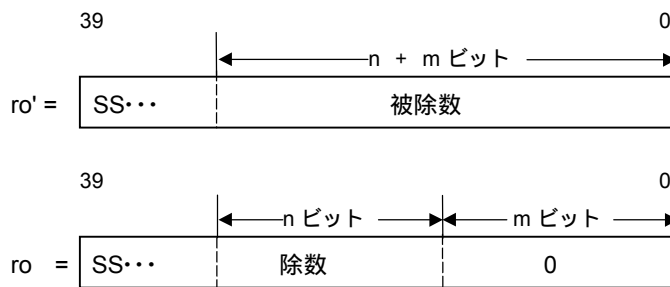 39 0
n + m ビット
ro' = SS・・・ 被除数
39 0
n ビット m ビット
ro = SS・・・ 除数 0